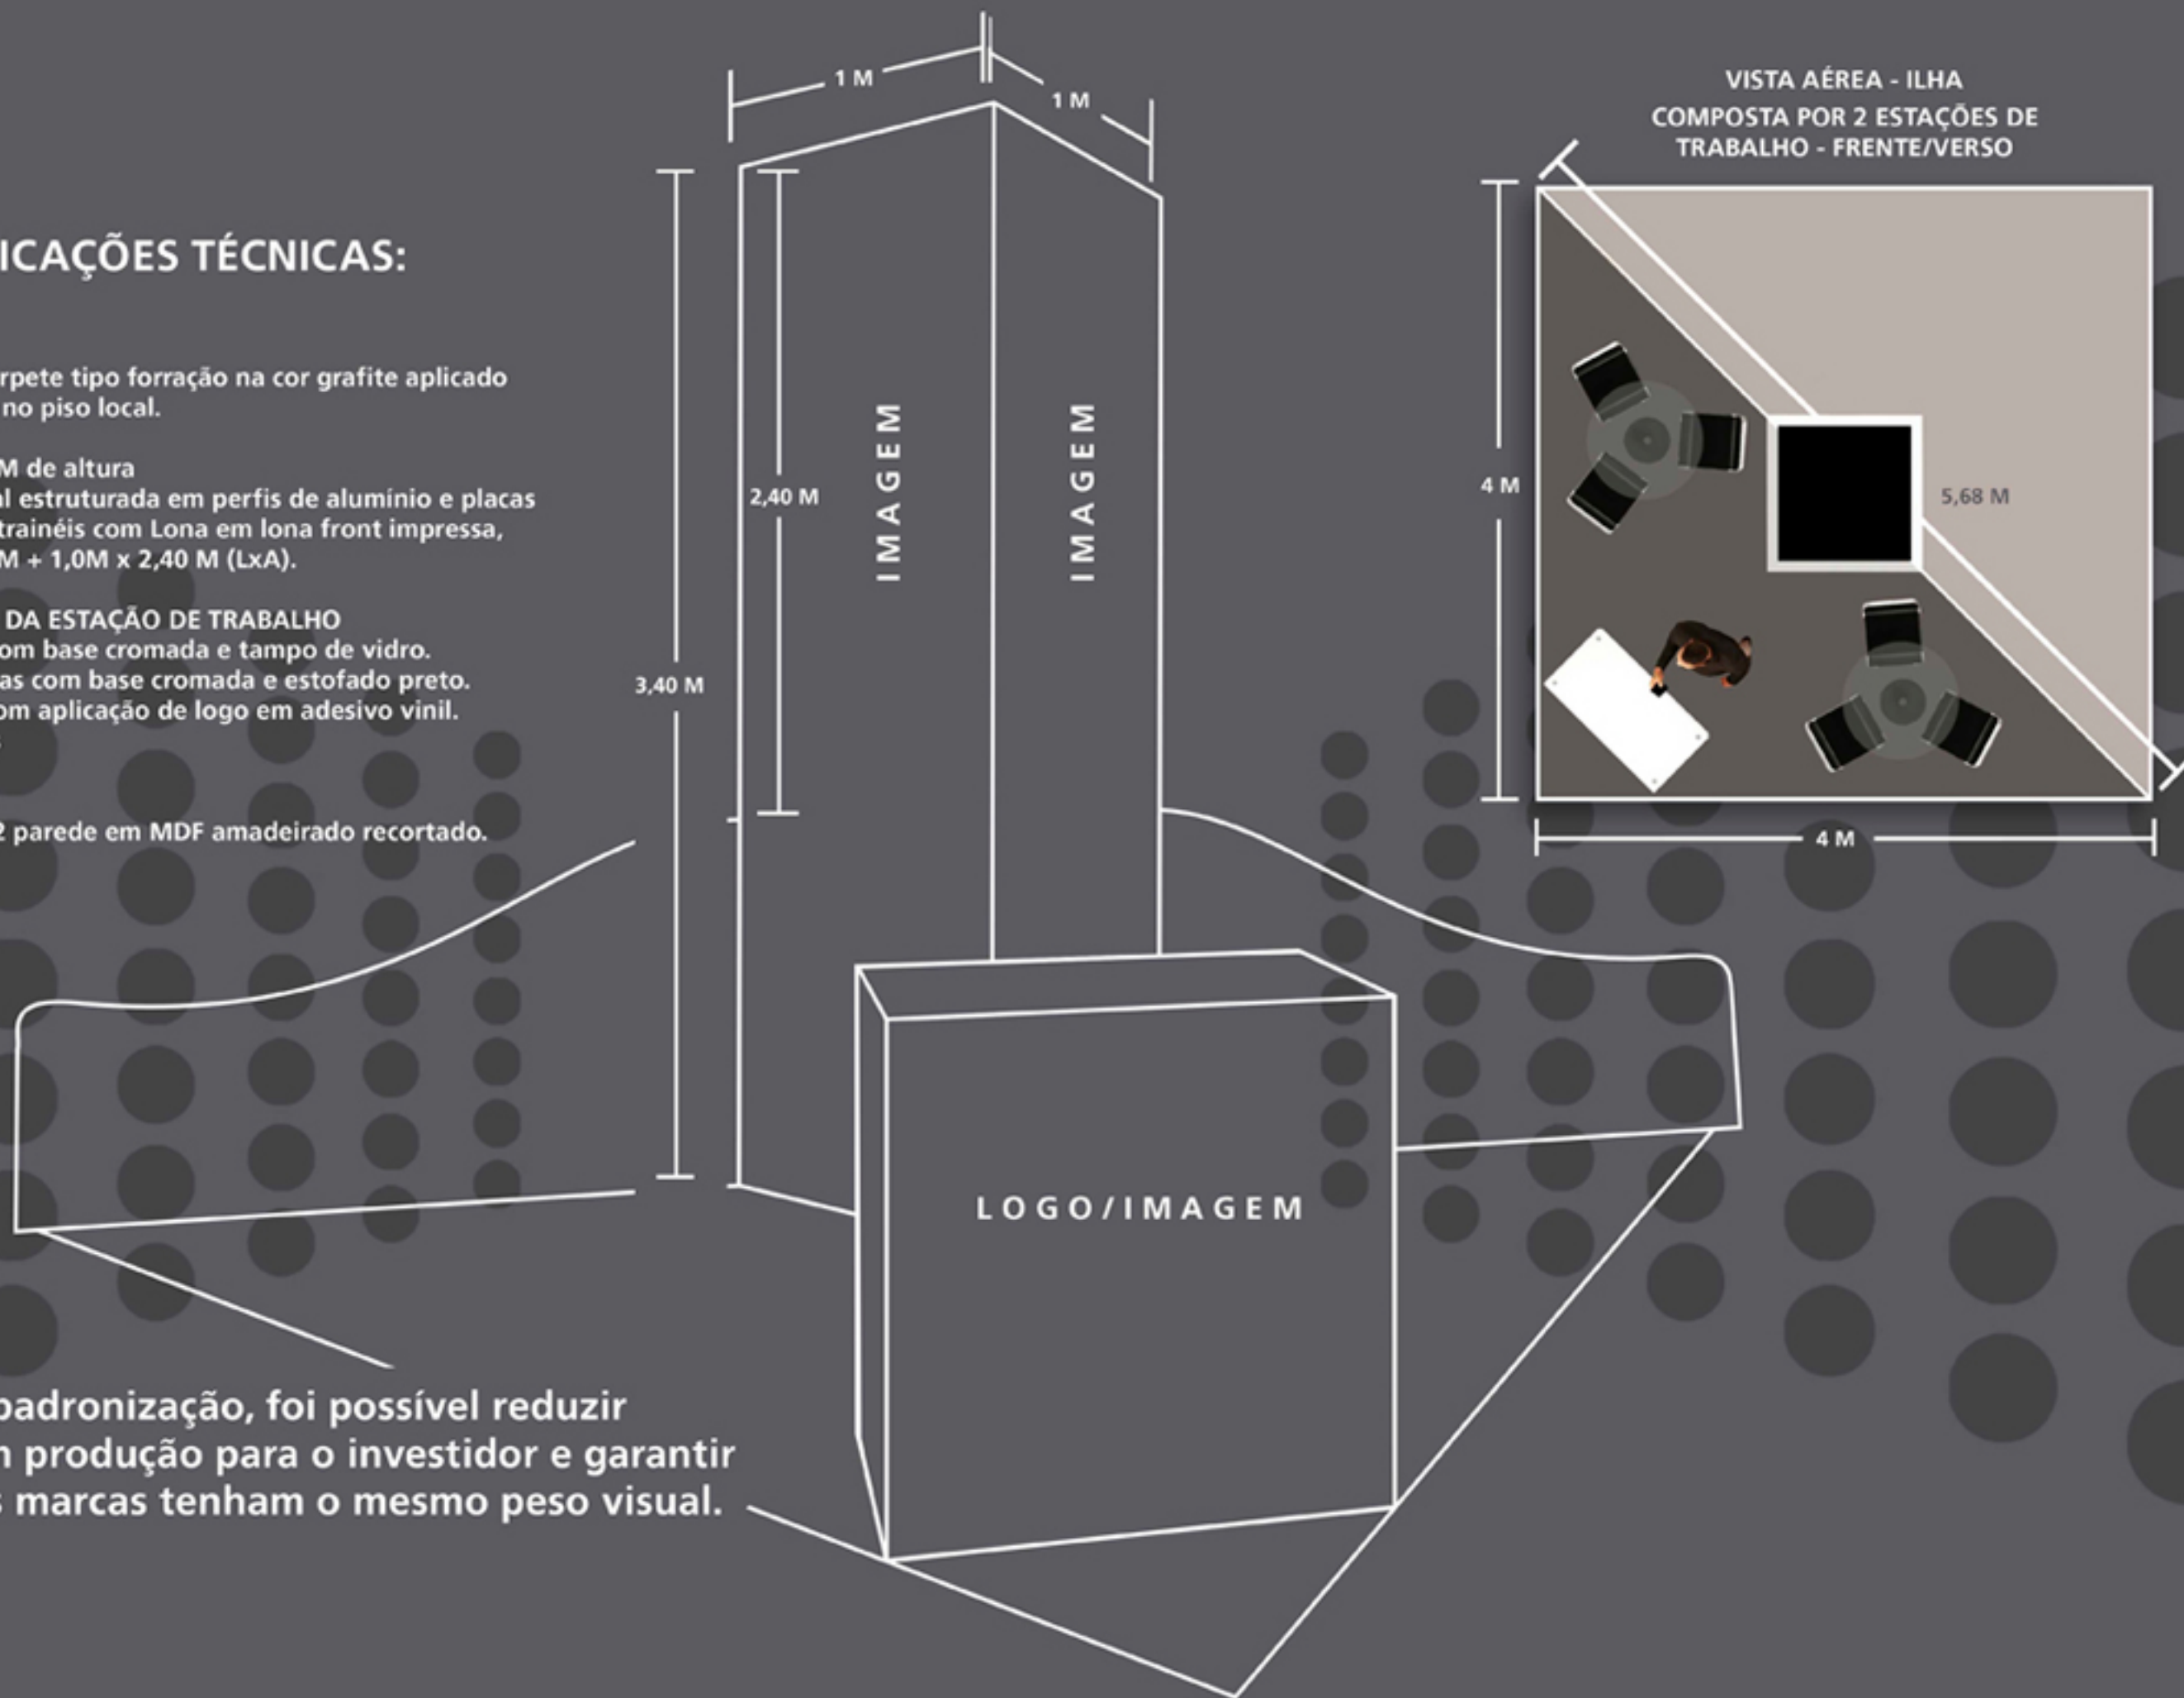 ICAÇÕES TÉCNICAS:
rpete tipo forração na cor grafite aplicado
no piso local.
M de altura
al estruturada em perfis de alumínio e placas
trainéis com Lona em lona front impressa,
M + 1,0M x 2,40 M (LxA).
DA ESTAÇÃO DE TRABALHO
om base cromada e tampo de vidro.
as com base cromada e estofado preto.
om aplicação de logo em adesivo vinil.
2 parede em MDF amadeirado recortado.
padronização, foi possível reduzir
produção para o investidor e garantir
s marcas tenham o mesmo peso visual.
1 M
1 M
2,40 M
3,40 M
IMAGEM
IMAGEM
LOGO/IMAGEM
VISTA AÉREA - ILHA
COMPOSTA POR 2 ESTAÇÕES DE
TRABALHO - FRENTE/VERSO
4 M
5,68 M
4 M